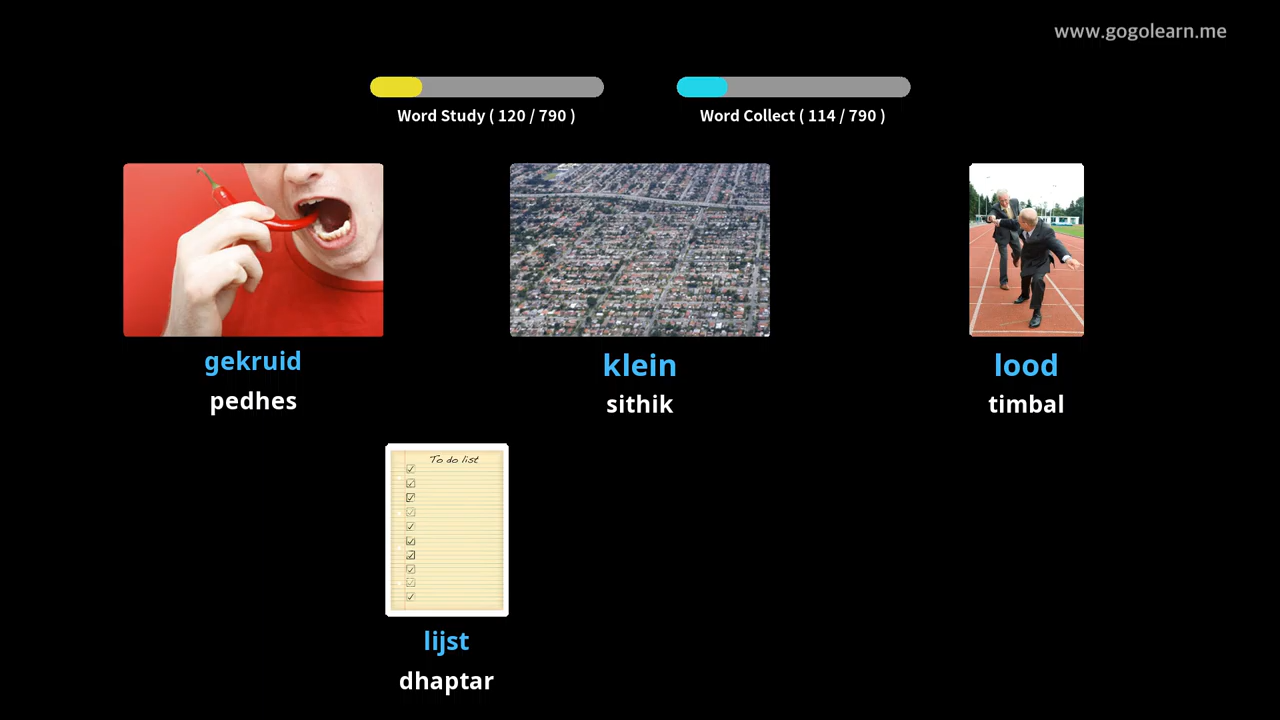 www.gogolearn.me
Word Study ( 120 / 790 )
Word Collect ( 114 / 790 )
gekruid
pedhes
klein
sithik
lood
timbal
To do list
lijst
dhaptar